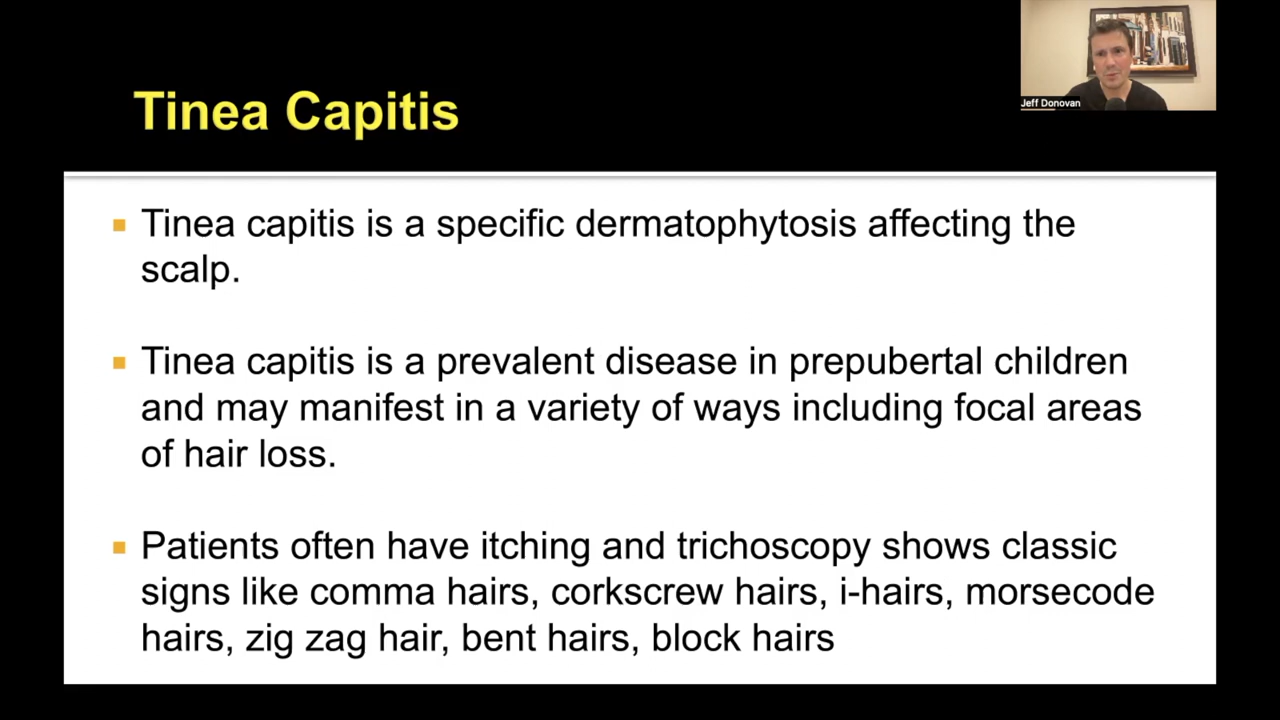 Tinea Capitis
Jeff Donovan
Tinea capitis is a specific dermatophytosis affecting the
scalp.
Tinea capitis is a prevalent disease in prepubertal children
and may manifest in a variety of ways including focal areas
of hair loss.
Patients often have itching and trichoscopy shows classic
signs like comma hairs, corkscrew hairs, i-hairs, morsecode
hairs, zig zag hair, bent hairs, block hairs